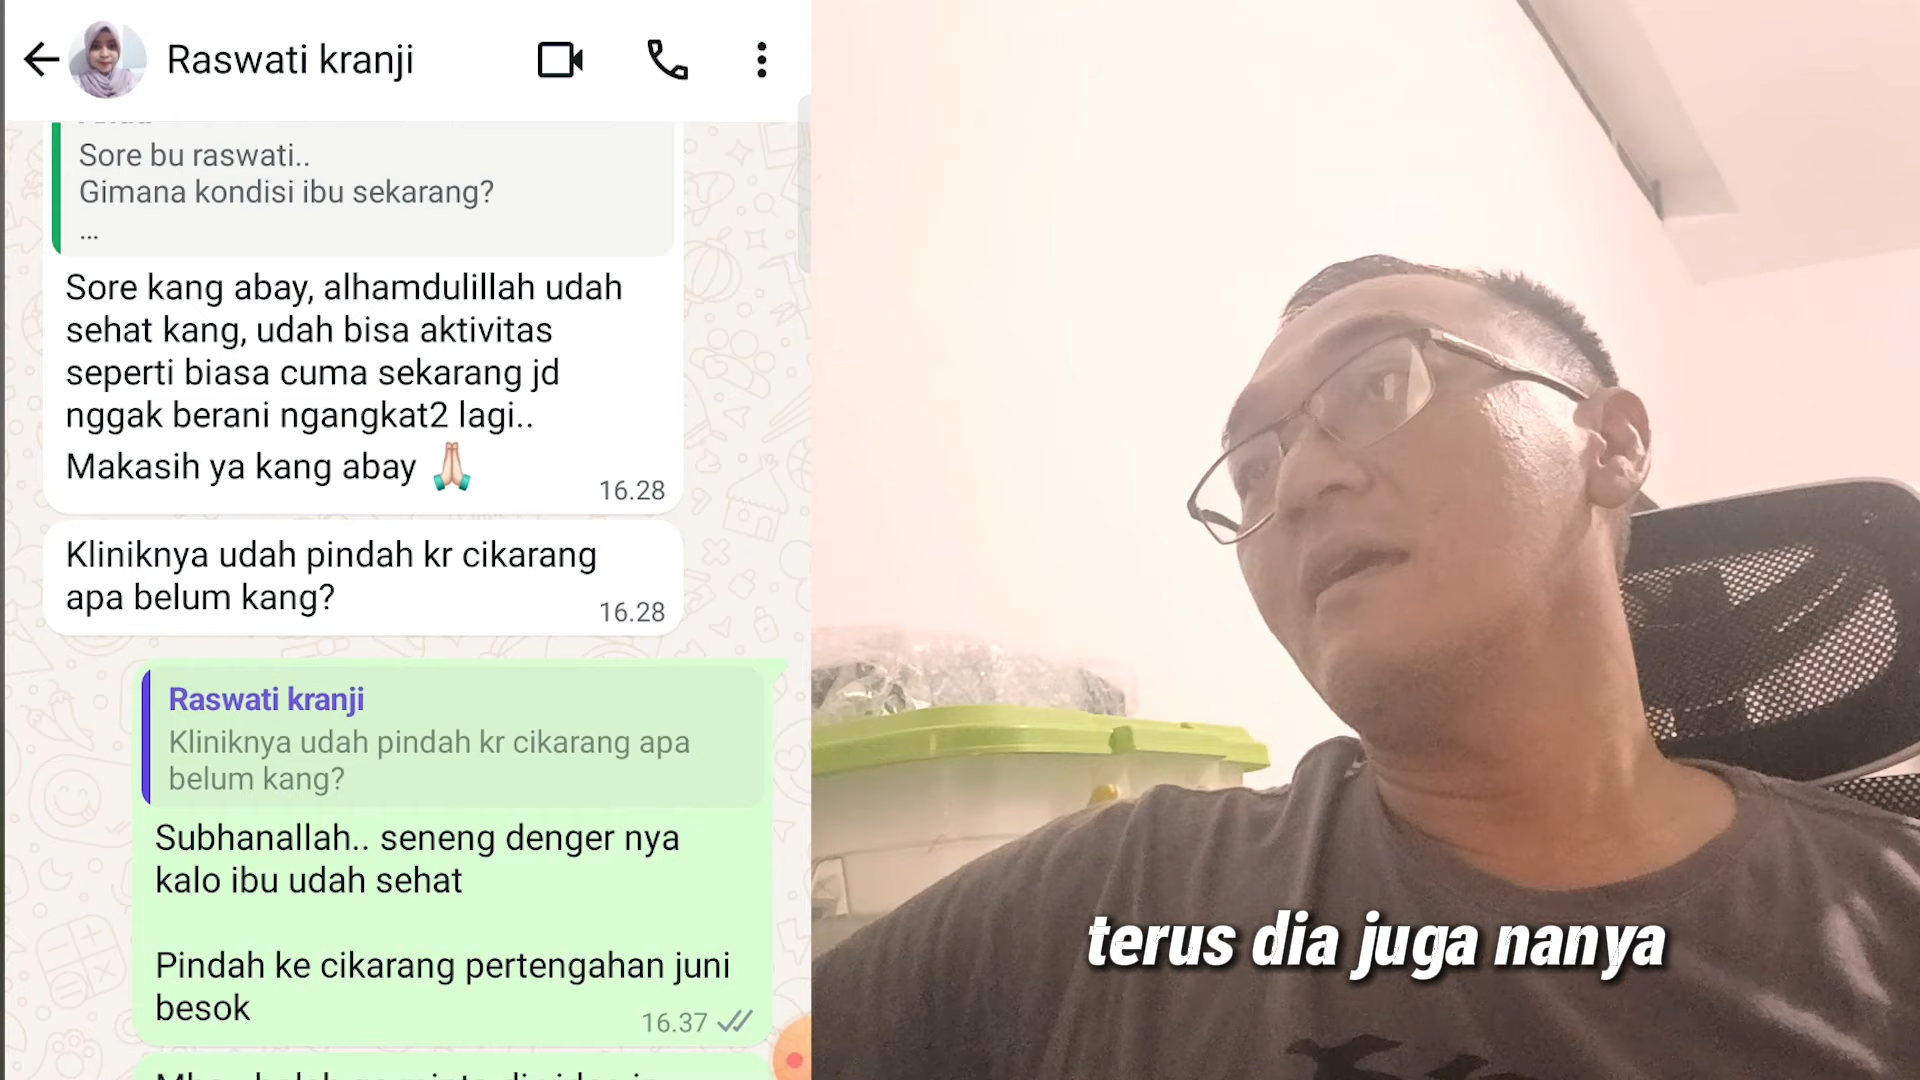 Raswati kranji
Sore bu raswati..
Gimana kondisi ibu sekarang?
...
Sore kang abay, alhamdulillah udah
sehat kang, udah bisa aktivitas
seperti biasa cuma sekarang jd
nggak berani ngangkat2 lagi..
Makasih ya kang abay 🙏🏻
16.28
Kliniknya udah pindah kr cikarang
apa belum kang?
16.28
Raswati kranji
Kliniknya udah pindah kr cikarang apa
belum kang?
Subhanallah.. seneng denger nya
kalo ibu udah sehat
Pindah ke cikarang pertengahan juni
besok
16.37
terus dia juga nanya